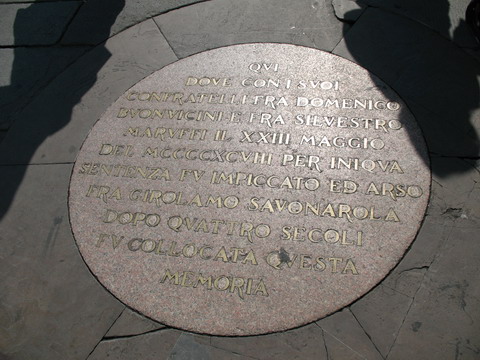 QVI
DOVE CON I SVOI
CONFRATELLI FRA DOMENICO
BVONVICINI E FRA SILVESTRO
MARVFFI IL XXIII MAGGIO
DEL MCCCCXCVIII PER INIQVA
SENTENZA FV IMPICCATO ED ARSO
FRA GIROLAMO SAVONAROLA
DOPO QVATTRO SECOLI
FV COLLOCATA QVESTA
MEMORIA